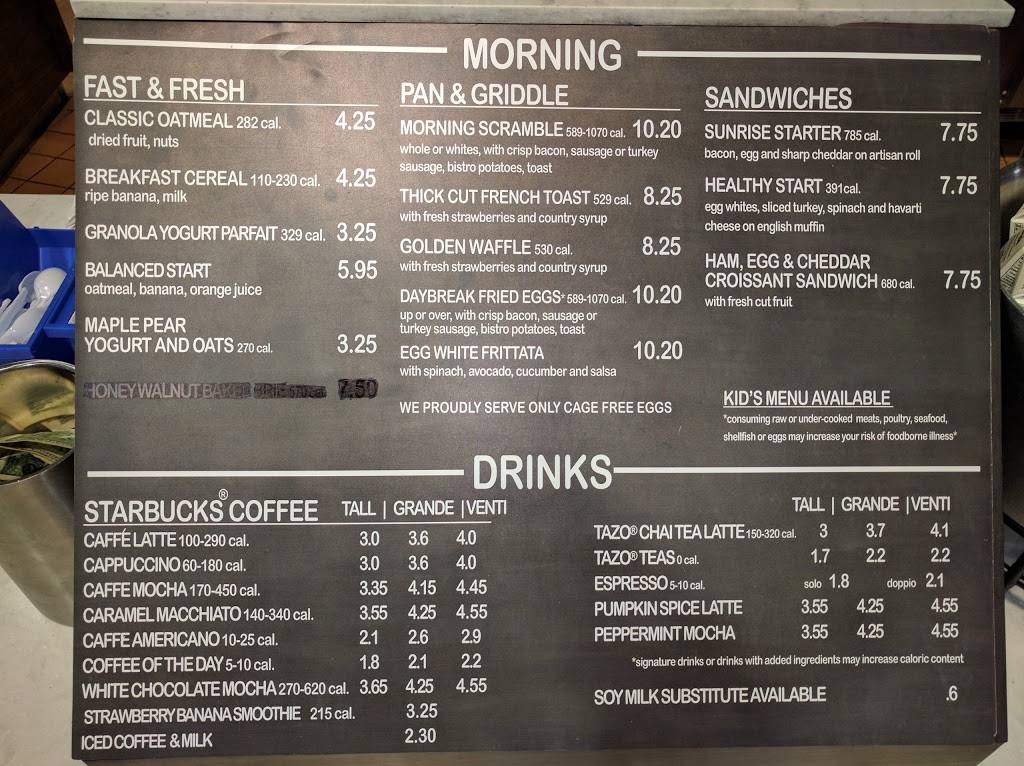 MORNING
FAST & FRESH
CLASSIC OATMEAL 282 cal. 4.25
dried fruit, nuts
BREAKFAST CEREAL 110-230 cal. 4.25
ripe banana, milk
GRANOLA YOGURT PARFAIT 329 cal. 3.25
BALANCED START 5.95
oatmeal, banana, orange juice
MAPLE PEAR
YOGURT AND OATS 270 cal. 3.25
HONEY WALNUT BAKED BRIE 7.50
PAN & GRIDDLE
MORNING SCRAMBLE 589-1070 cal. 10.20
whole or whites, with crisp bacon, sausage or turkey
sausage, bistro potatoes, toast
THICK CUT FRENCH TOAST 529 cal. 8.25
with fresh strawberries and country syrup
GOLDEN WAFFLE 530 cal. 8.25
with fresh strawberries and country syrup
DAYBREAK FRIED EGGS* 589-1070 cal. 10.20
up or over, with crisp bacon, sausage or
turkey sausage, bistro potatoes, toast
EGG WHITE FRITTATA 10.20
with spinach, avocado, cucumber and salsa
WE PROUDLY SERVE ONLY CAGE FREE EGGS
SANDWICHES
SUNRISE STARTER 785 cal. 7.75
bacon, egg and sharp cheddar on artisan roll
HEALTHY START 391cal. 7.75
egg whites, sliced turkey, spinach and havarti
cheese on english muffin
HAM, EGG & CHEDDAR
CROISSANT SANDWICH 680 cal. 7.75
with fresh cut fruit
KID'S MENU AVAILABLE
*consuming raw or under-cooked meats, poultry, seafood,
shellfish or eggs may increase your risk of foodborne illness*
DRINKS
STARBUCKS® COFFEE TALL | GRANDE | VENTI
CAFFÉ LATTE 100-290 cal. 3.0 3.6 4.0
CAPPUCCINO 60-180 cal. 3.0 3.6 4.0
CAFFE MOCHA 170-450 cal. 3.35 4.15 4.45
CARAMEL MACCHIATO 140-340 cal. 3.55 4.25 4.55
CAFFE AMERICANO 10-25 cal. 2.1 2.6 2.9
COFFEE OF THE DAY 5-10 cal. 1.8 2.1 2.2
WHITE CHOCOLATE MOCHA 270-620 cal. 3.65 4.25 4.55
STRAWBERRY BANANA SMOOTHIE 215 cal. 3.25
ICED COFFEE & MILK 2.30
TALL | GRANDE | VENTI
TAZO® CHAI TEA LATTE 150-320 cal. 3 3.7 4.1
TAZO® TEAS 0 cal. 1.7 2.2 2.2
ESPRESSO 5-10 cal. solo 1.8 doppio 2.1
PUMPKIN SPICE LATTE 3.55 4.25 4.55
PEPPERMINT MOCHA 3.55 4.25 4.55
*signature drinks or drinks with added ingredients may increase caloric content
SOY MILK SUBSTITUTE AVAILABLE .6